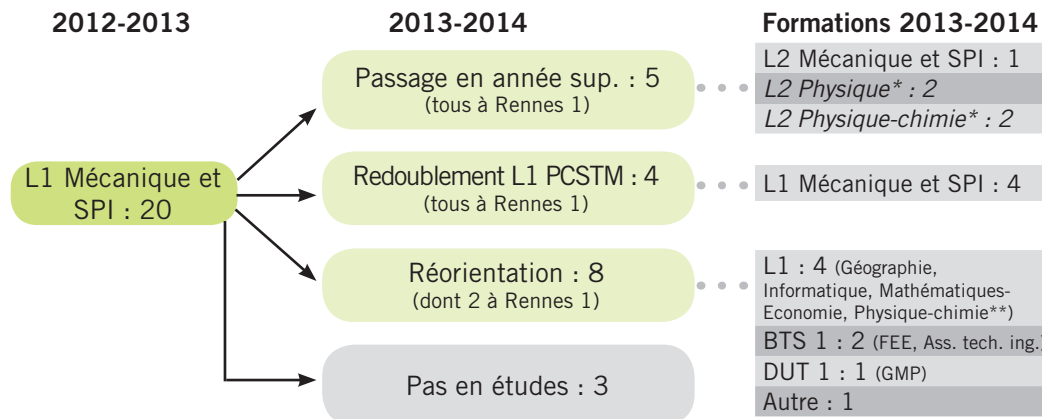 2012-2013
2013-2014
Formations 2013-2014
L1 Mécanique et
SPI : 20
Passage en année sup. : 5
(tous à Rennes 1)
L2 Mécanique et SPI : 1
L2 Physique* : 2
L2 Physique-chimie* : 2
Redoublement L1 PCSTM : 4
(tous à Rennes 1)
L1 Mécanique et SPI : 4
Réorientation : 8
(dont 2 à Rennes 1)
L1 : 4 (Géographie,
Informatique, Mathématiques-
Economie, Physique-chimie**)
BTS 1 : 2 (FEE, Ass. tech. ing.)
DUT 1 : 1 (GMP)
Autre : 1
Pas en études : 3